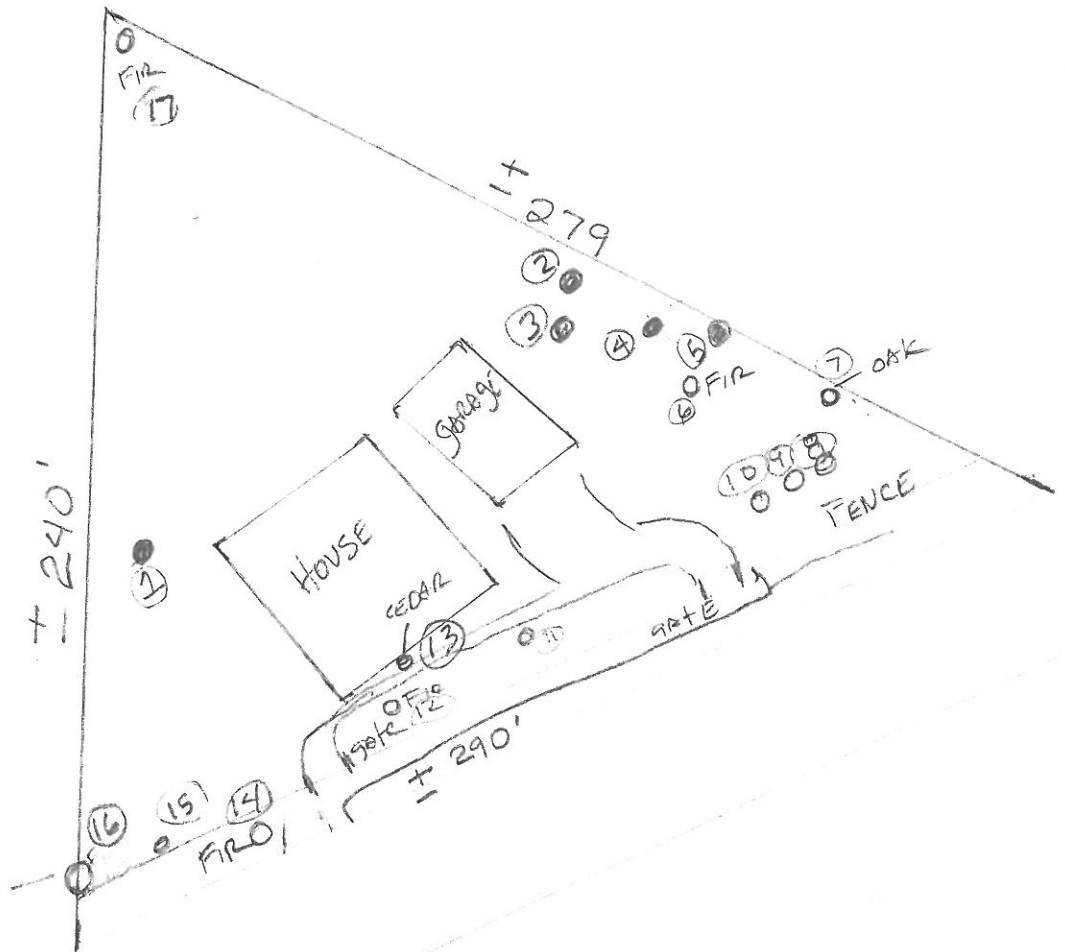 FIR
17
± 279
2
3
4
5
FIR
6
7
OAK
GARAGE
10 9 8
FENCE
± 240'
HOUSE
1
CEDAR
13
11
GATE
FIR
12
gate
± 290'
16
15
14
FIR